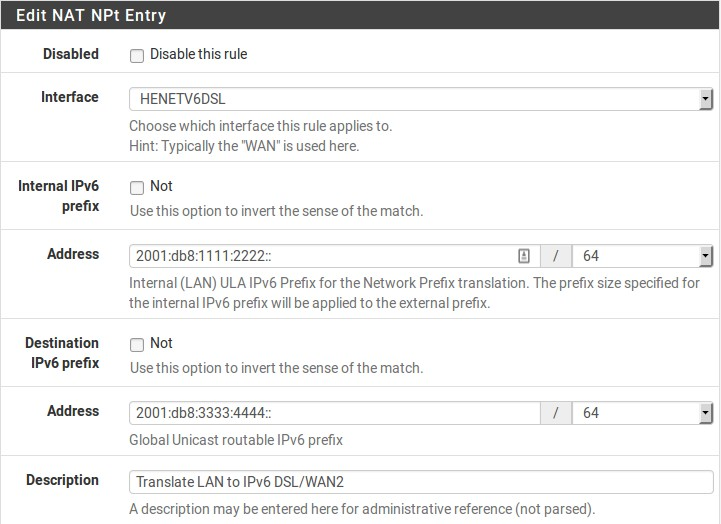 Edit NAT NPt Entry
Disabled
Disable this rule
Interface
HENETV6DSL
Choose which interface this rule applies to.
Hint: Typically the "WAN" is used here.
Internal IPv6
prefix
Not
Use this option to invert the sense of the match.
Address
2001:db8:1111:2222::
/
64
Internal (LAN) ULA IPv6 Prefix for the Network Prefix translation. The prefix size specified for
the internal IPv6 prefix will be applied to the external prefix.
Destination
IPv6 prefix
Not
Use this option to invert the sense of the match.
Address
2001:db8:3333:4444::
/
64
Global Unicast routable IPv6 prefix
Description
Translate LAN to IPv6 DSL/WAN2
A description may be entered here for administrative reference (not parsed).